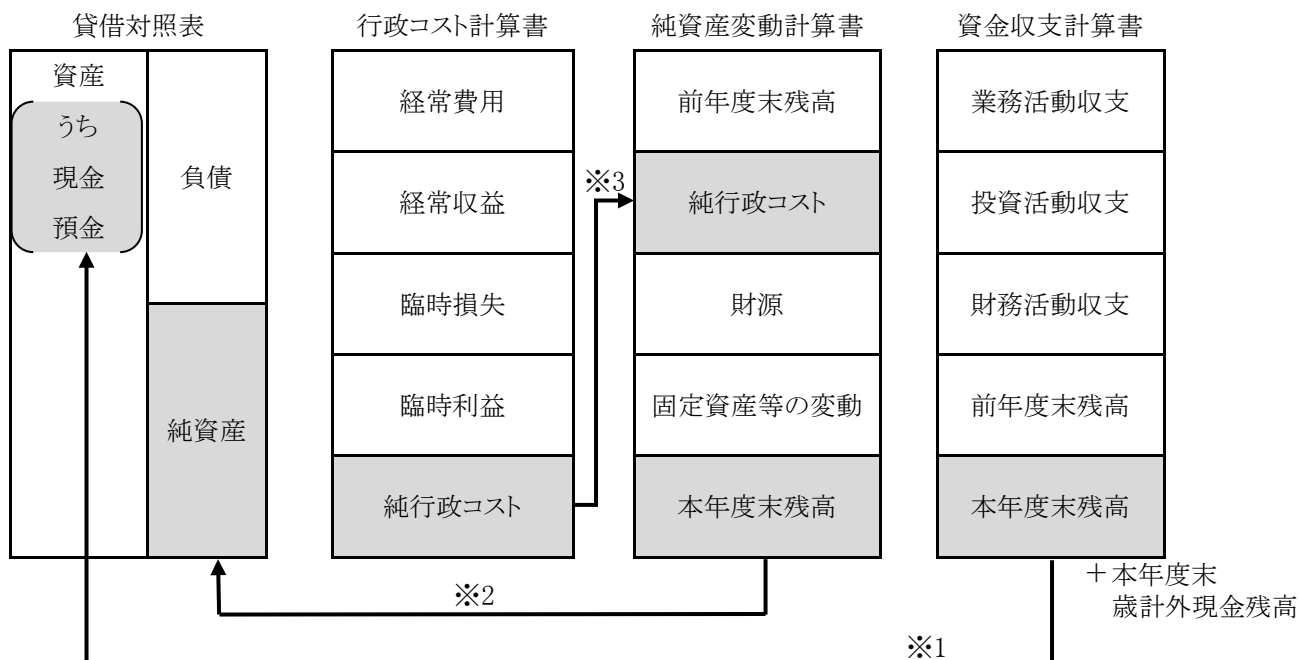 貸借対照表
資産
うち
現金
預金
負債
純資産
行政コスト計算書
経常費用
経常収益
臨時損失
臨時利益
純行政コスト
※3
純資産変動計算書
前年度末残高
純行政コスト
財源
固定資産等の変動
本年度末残高
※2
資金収支計算書
業務活動収支
投資活動収支
財務活動収支
前年度末残高
本年度末残高
＋本年度末
歳計外現金残高
※1